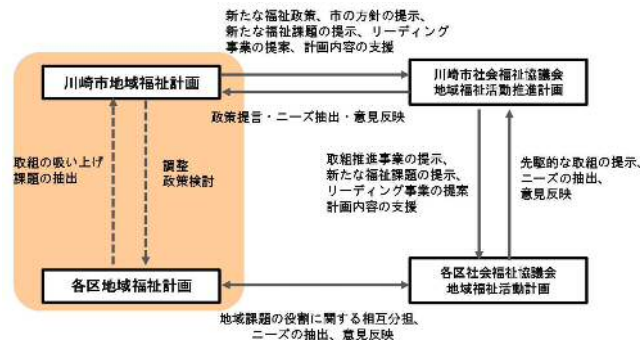 新たな福祉政策、市の方針の提示、
新たな福祉課題の提示、リーディング
事業の提案、計画内容の支援
川崎市地域福祉計画
川崎市社会福祉協議会
地域福祉活動推進計画
政策提言・ニーズ抽出・意見反映
取組の吸い上げ
課題の抽出
調整
政策検討
取組推進事業の提示、
新たな福祉課題の提示、
リーディング事業の提案
計画内容の支援
先駆的な取組の提示、
ニーズの抽出、
意見反映
各区地域福祉計画
各区社会福祉協議会
地域福祉活動計画
地域課題の役割に関する相互分担、
ニーズの抽出、意見反映